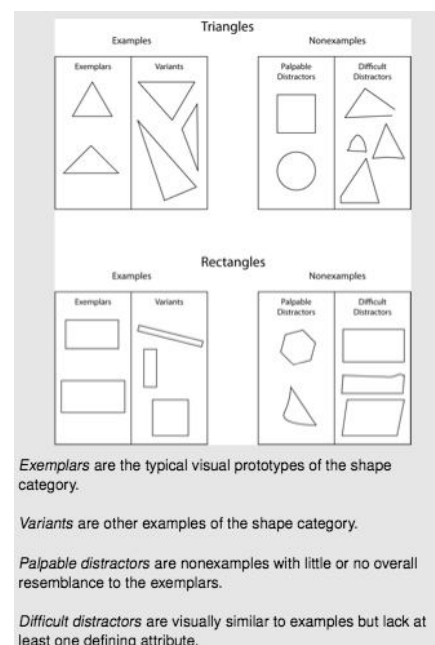 Triangles
Examples
Nonexamples
Exemplars
Variants
Palpable
Distractors
Difficult
Distractors
Rectangles
Examples
Nonexamples
Exemplars
Variants
Palpable
Distractors
Difficult
Distractors
Exemplars are the typical visual prototypes of the shape
category.
Variants are other examples of the shape category.
Palpable distractors are nonexamples with little or no overall
resemblance to the exemplars.
Difficult distractors are visually similar to examples but lack at
least one defining attribute.